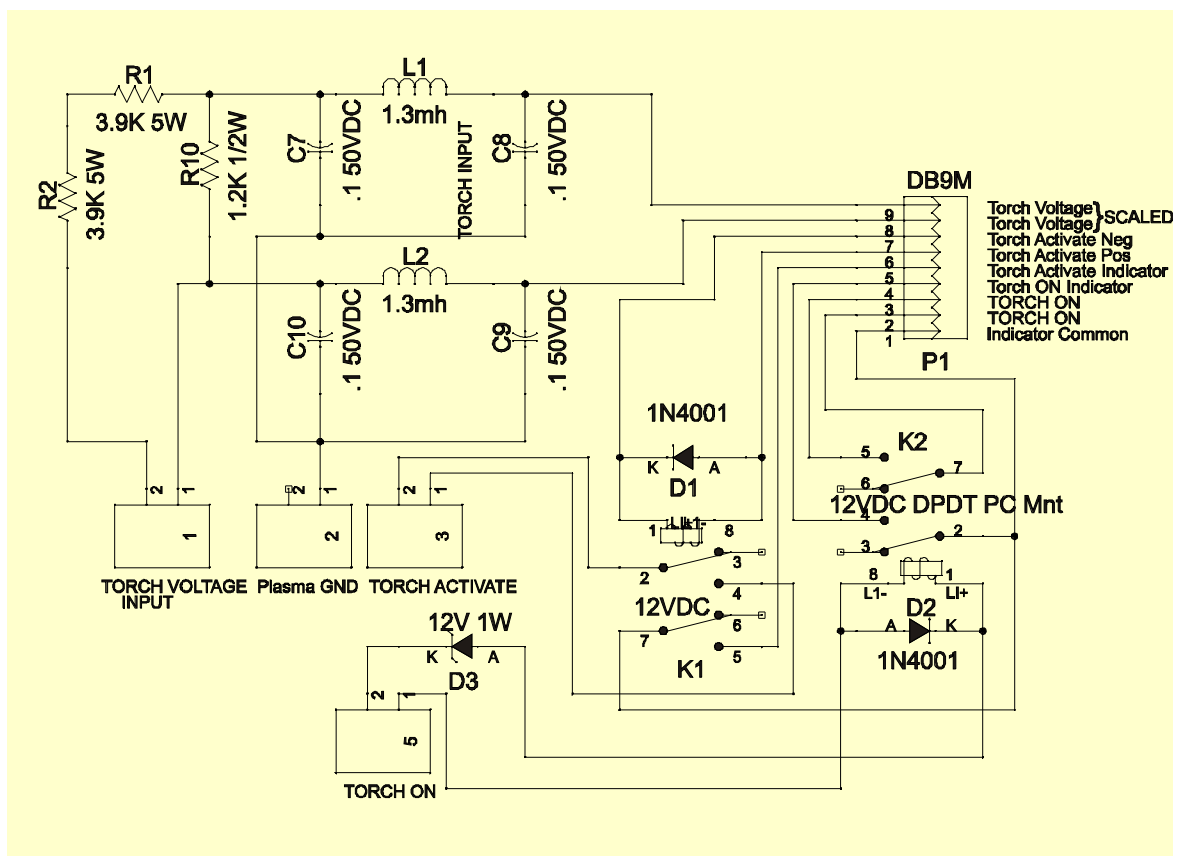 R1
3.9K 5W
R2
3.9K 5W
R10
1.2K 1/2W
C7
.1 50VDC
L1
1.3mh
TORCH INPUT
C8
.1 50VDC
L2
1.3mh
C10
.1 50VDC
C9
.1 50VDC
DB9M
9
8
7
6
5
4
3
2
1
Torch Voltage
Torch Voltage
SCALED
Torch Activate Neg
Torch Activate Pos
Torch Activate Indicator
Torch ON Indicator
TORCH ON
TORCH ON
Indicator Common
P1
2 1
1
TORCH VOLTAGE
INPUT
2 1
2
Plasma GND
2 1
3
TORCH ACTIVATE
1N4001
K A
D1
1 8
2
3
4
12VDC
7
6
5
K1
K2
5
6
7
12VDC DPDT PC Mnt
4
3
2
8 1
L1- LI+
D2
A K
1N4001
12V 1W
K A
D3
2 1
5
TORCH ON